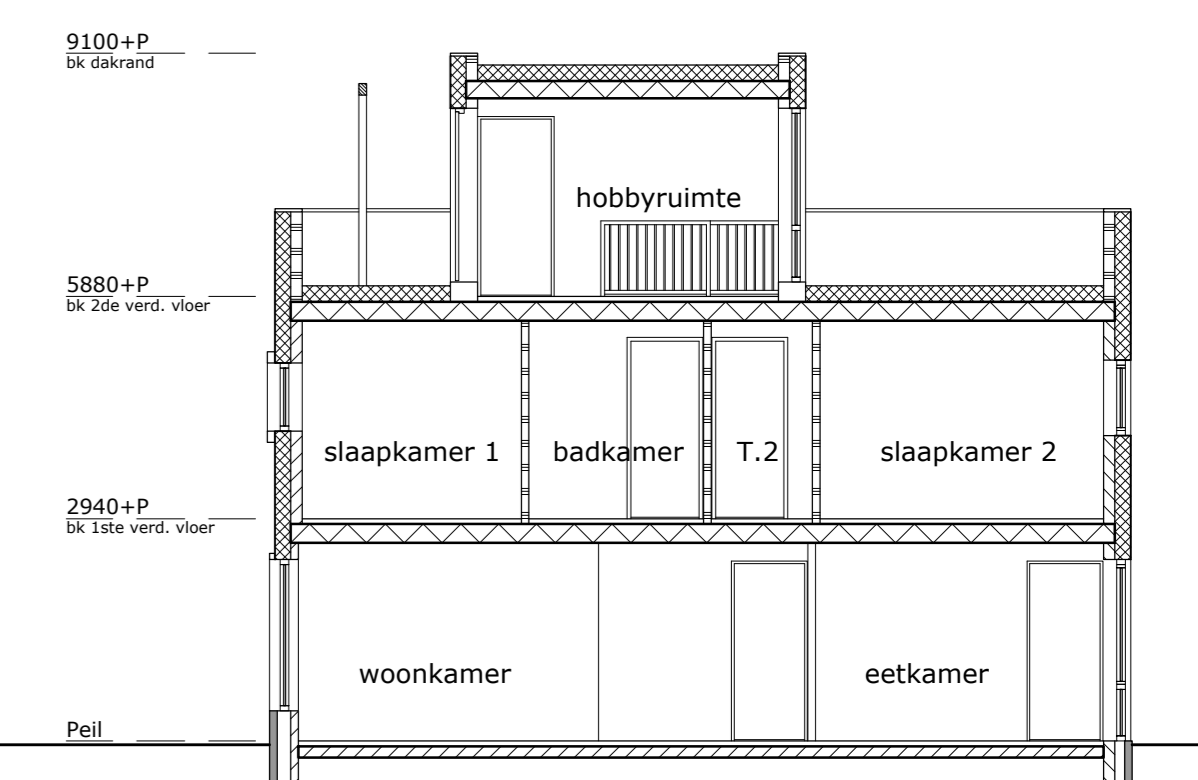 9100+P
bk dakrand
hobbyruimte
5880+P
bk 2de verd. vloer
slaapkamer 1
badkamer
T.2
slaapkamer 2
2940+P
bk 1ste verd. vloer
woonkamer
eetkamer
Peil